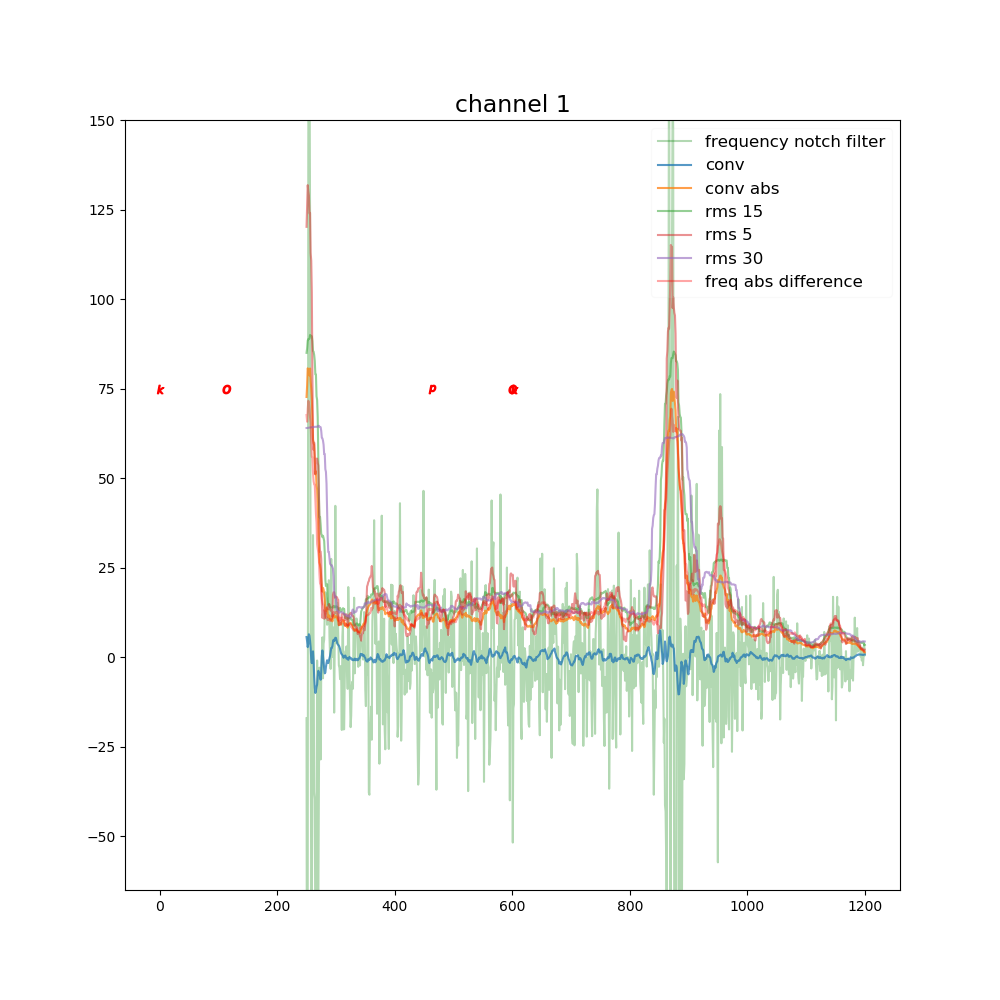 channel 1
150
frequency notch filter
conv
125
conv abs
rms 15
rms 5
rms 30
freq abs difference
100
75
k O p
50
25
0
−25
−50
0 200 400 600 800 1000 1200